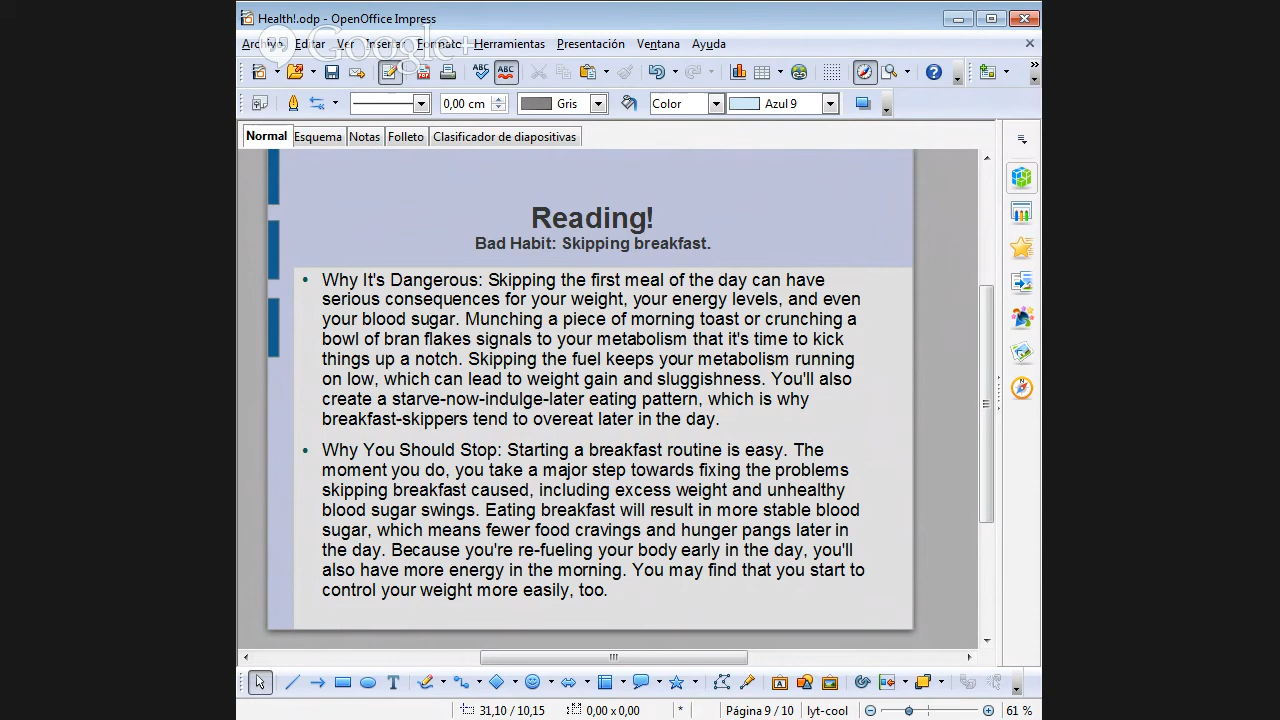 Health!.odp - OpenOffice Impress
Google+
Archivo Editar Ver Insertar Formato Herramientas Presentación Ventana Ayuda
0,00 cm Gris Color Azul 9
Normal Esquema Notas Folleto Clasificador de diapositivas
Reading!
Bad Habit: Skipping breakfast.
• Why It's Dangerous: Skipping the first meal of the day can have
serious consequences for your weight, your energy levels, and even
your blood sugar. Munching a piece of morning toast or crunching a
bowl of bran flakes signals to your metabolism that it's time to kick
things up a notch. Skipping the fuel keeps your metabolism running
on low, which can lead to weight gain and sluggishness. You'll also
create a starve-now-indulge-later eating pattern, which is why
breakfast-skippers tend to overeat later in the day.
• Why You Should Stop: Starting a breakfast routine is easy. The
moment you do, you take a major step towards fixing the problems
skipping breakfast caused, including excess weight and unhealthy
blood sugar swings. Eating breakfast will result in more stable blood
sugar, which means fewer food cravings and hunger pangs later in
the day. Because you're re-fueling your body early in the day, you'll
also have more energy in the morning. You may find that you start to
control your weight more easily, too.
31,10 / 10,15 0,00 x 0,00 * Página 9 / 10 lyt-cool 61 %